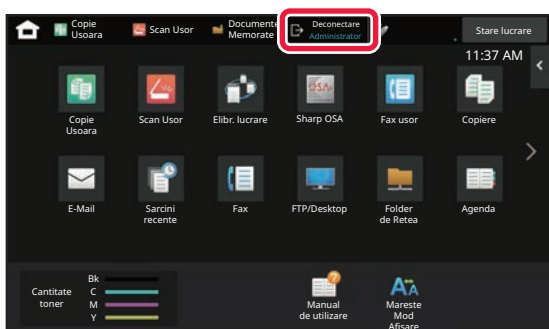 Copie
Usoara
Scan Usor
Documente
Memorate
Deconectare
Administrator
Stare lucrare
11:37 AM
Copie
Usoara
Scan Usor
Elibr. lucrare
OSA
Sharp OSA
Fax usor
Copiere
E-Mail
Sarcini
recente
Fax
FTP/Desktop
Folder
de Retea
Agenda
Cantitate
toner
Bk
C
M
Y
Manual
de utilizare
Mareste
Mod
Afisare